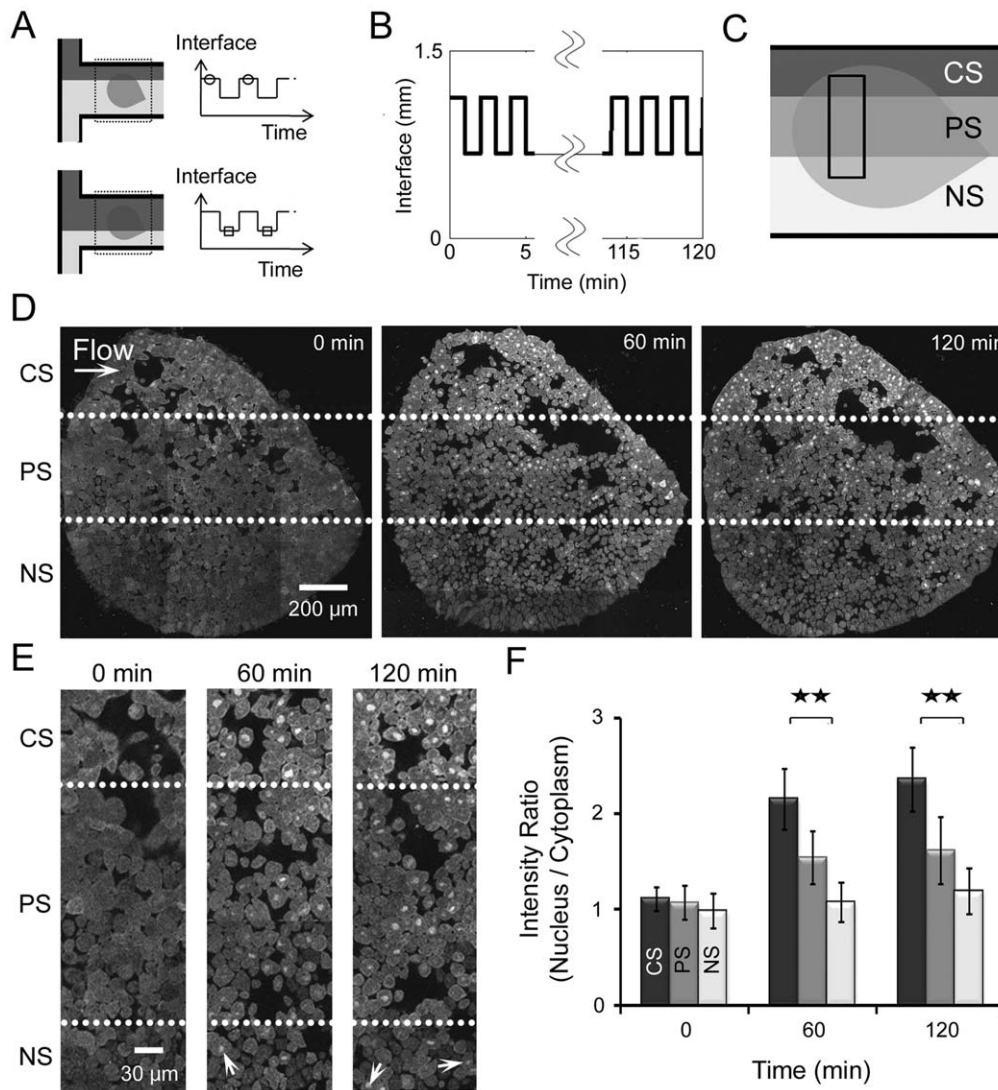 A
Interface
Time
Interface
Time
B
Interface (mm)
1.5
0
0
5
115
120
Time (min)
C
CS
PS
NS
D
Flow
0 min
60 min
120 min
CS
PS
NS
200 µm
E
0 min
60 min
120 min
CS
PS
NS
30 µm
F
★★
★★
Intensity Ratio
(Nucleus / Cytoplasm)
3
2
1
0
CS
PS
NS
0
60
120
Time (min)